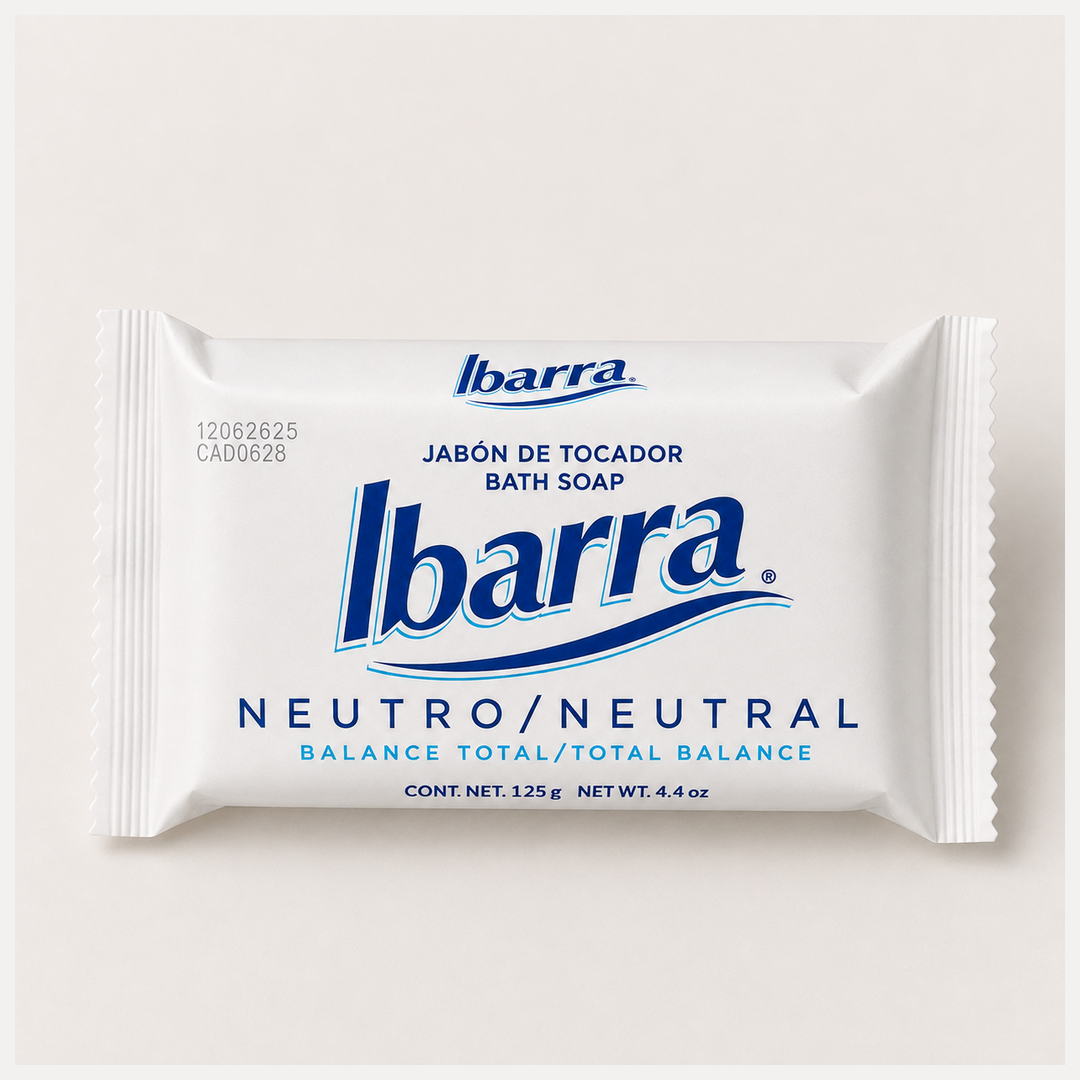 Ibarra®
12062625
CAD0628
JABÓN DE TOCADOR
BATH SOAP
Ibarra®
NEUTRO/NEUTRAL
BALANCE TOTAL/TOTAL BALANCE
CONT. NET. 125 g NET WT. 4.4 oz